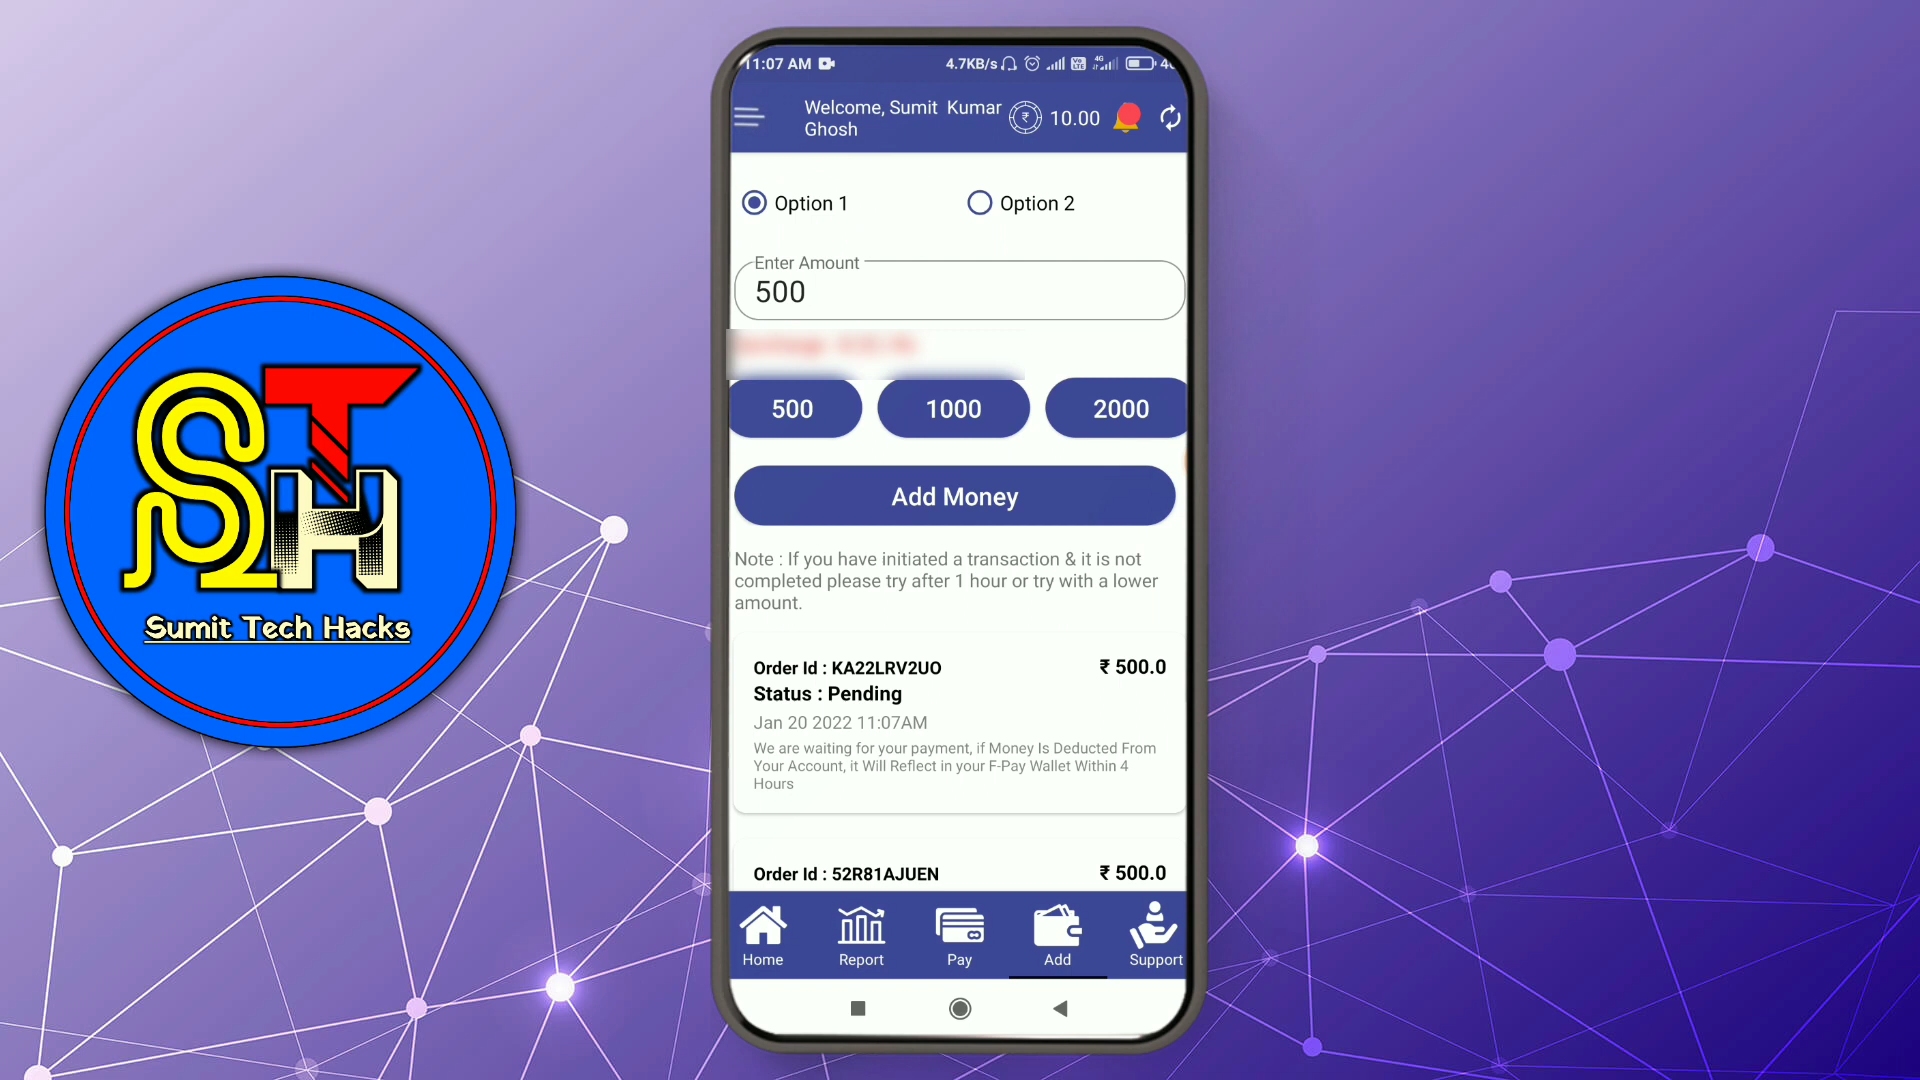 STH
Sumit Tech Hacks
11:07 AM
4.7KB/s
Welcome, Sumit Kumar
Ghosh
10.00
Option 1
Option 2
Enter Amount
500
500
1000
2000
Add Money
Note : If you have initiated a transaction & it is not
completed please try after 1 hour or try with a lower
amount.
Order Id : KA22LRV2UO
₹ 500.0
Status : Pending
Jan 20 2022 11:07AM
We are waiting for your payment, if Money Is Deducted From
Your Account, it Will Reflect in your F-Pay Wallet Within 4
Hours
Order Id : 52R81AJUEN
₹ 500.0
Home
Report
Pay
Add
Support